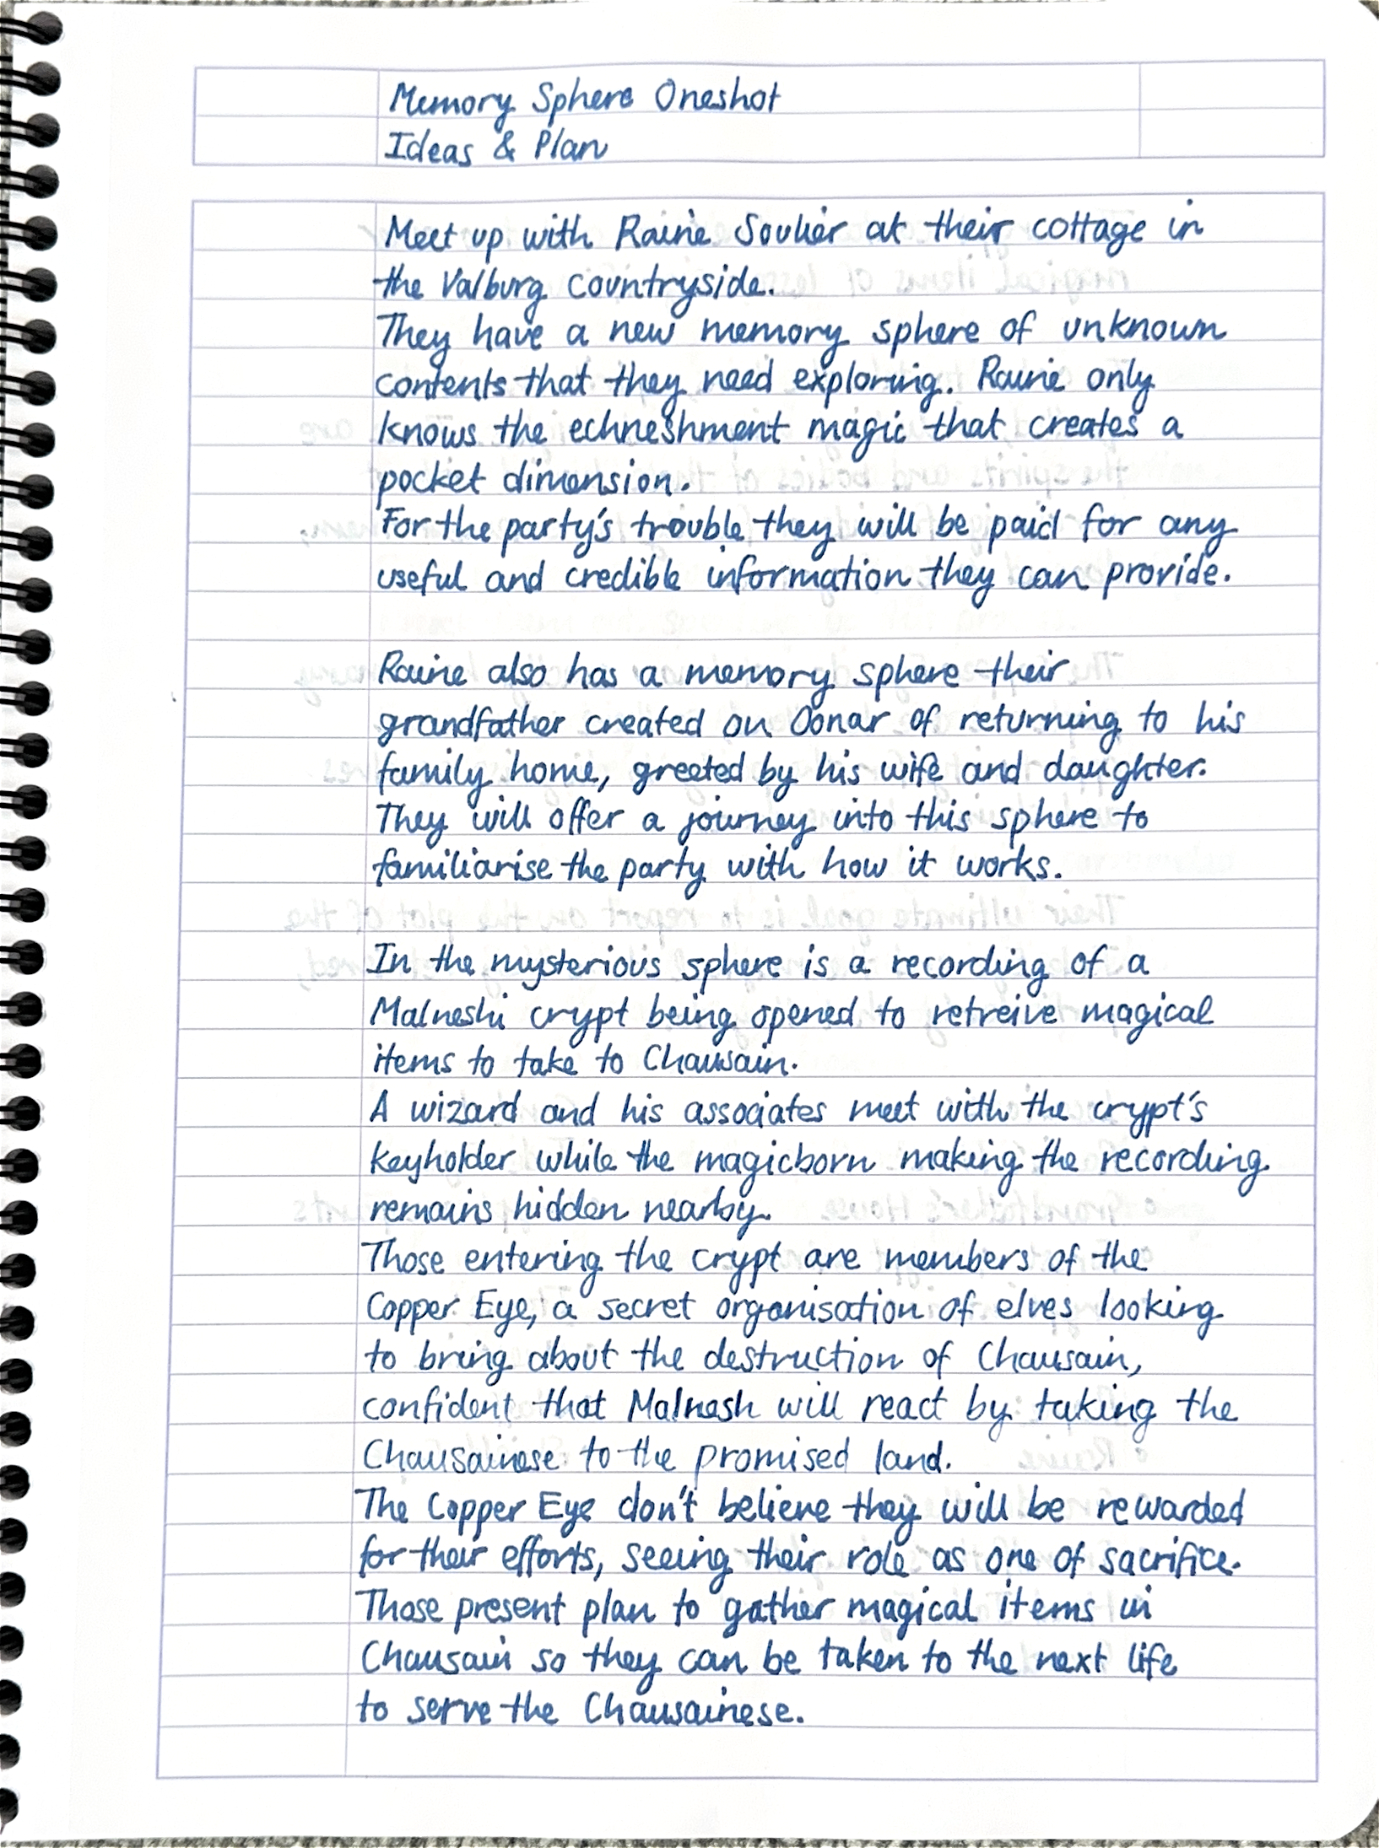 Memory Sphere Oneshot
Ideas & Plan
Meet up with Raine Soulier at their cottage in
the Valburg countryside.
They have a new memory sphere of unknown
contents that they need exploring. Raine only
knows the echneshment magic that creates a
pocket dimension.
For the party's trouble they will be paid for any
useful and credible information they can provide.
Raine also has a memory sphere their
grandfather created on Oonar of returning to his
family home, greeted by his wife and daughter.
They will offer a journey into this sphere to
familiarise the party with how it works.
In the mysterious sphere is a recording of a
Malneshi crypt being opened to retreive magical
items to take to Chausain.
A wizard and his associates meet with the crypt's
keyholder while the magicborn making the recording
remains hidden nearby.
Those entering the crypt are members of the
Copper Eye, a secret organisation of elves looking
to bring about the destruction of Chausain,
confident that Malnesh will react by taking the
Chausainese to the promised land.
The Copper Eye don't believe they will be rewarded
for their efforts, seeing their role as one of sacrifice.
Those present plan to gather magical items in
Chausain so they can be taken to the next life
to serve the Chausainese.